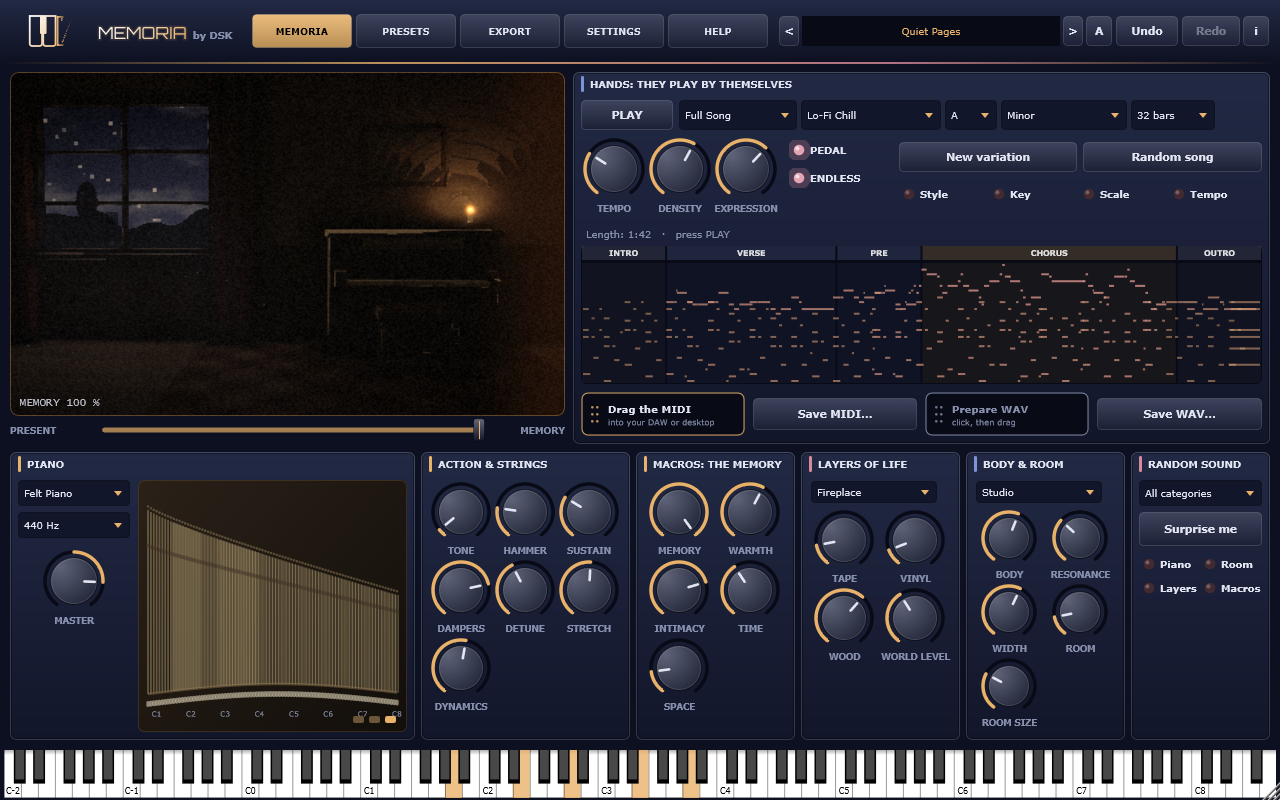 MEMORIA by DSK
MEMORIA
PRESETS
EXPORT
SETTINGS
HELP
<
Quiet Pages
>
A
Undo
Redo
i
MEMORY 100 %
PRESENT
MEMORY
HANDS: THEY PLAY BY THEMSELVES
PLAY
Full Song
Lo-Fi Chill
A
Minor
32 bars
TEMPO
DENSITY
EXPRESSION
PEDAL
ENDLESS
New variation
Random song
Style
Key
Scale
Tempo
Length: 1:42 · press PLAY
INTRO
VERSE
PRE
CHORUS
OUTRO
Drag the MIDI
into your DAW or desktop
Save MIDI...
Prepare WAV
click, then drag
Save WAV...
PIANO
Felt Piano
440 Hz
MASTER
C1 C2 C3 C4 C5 C6 C7 C8
ACTION & STRINGS
TONE
HAMMER
SUSTAIN
DAMPERS
DETUNE
STRETCH
DYNAMICS
MACROS: THE MEMORY
MEMORY
WARMTH
INTIMACY
TIME
SPACE
LAYERS OF LIFE
Fireplace
TAPE
VINYL
WOOD
WORLD LEVEL
BODY & ROOM
Studio
BODY
RESONANCE
WIDTH
ROOM
ROOM SIZE
RANDOM SOUND
All categories
Surprise me
Piano
Room
Layers
Macros
C-2 C-1 C0 C1 C2 C3 C4 C5 C6 C7 C8